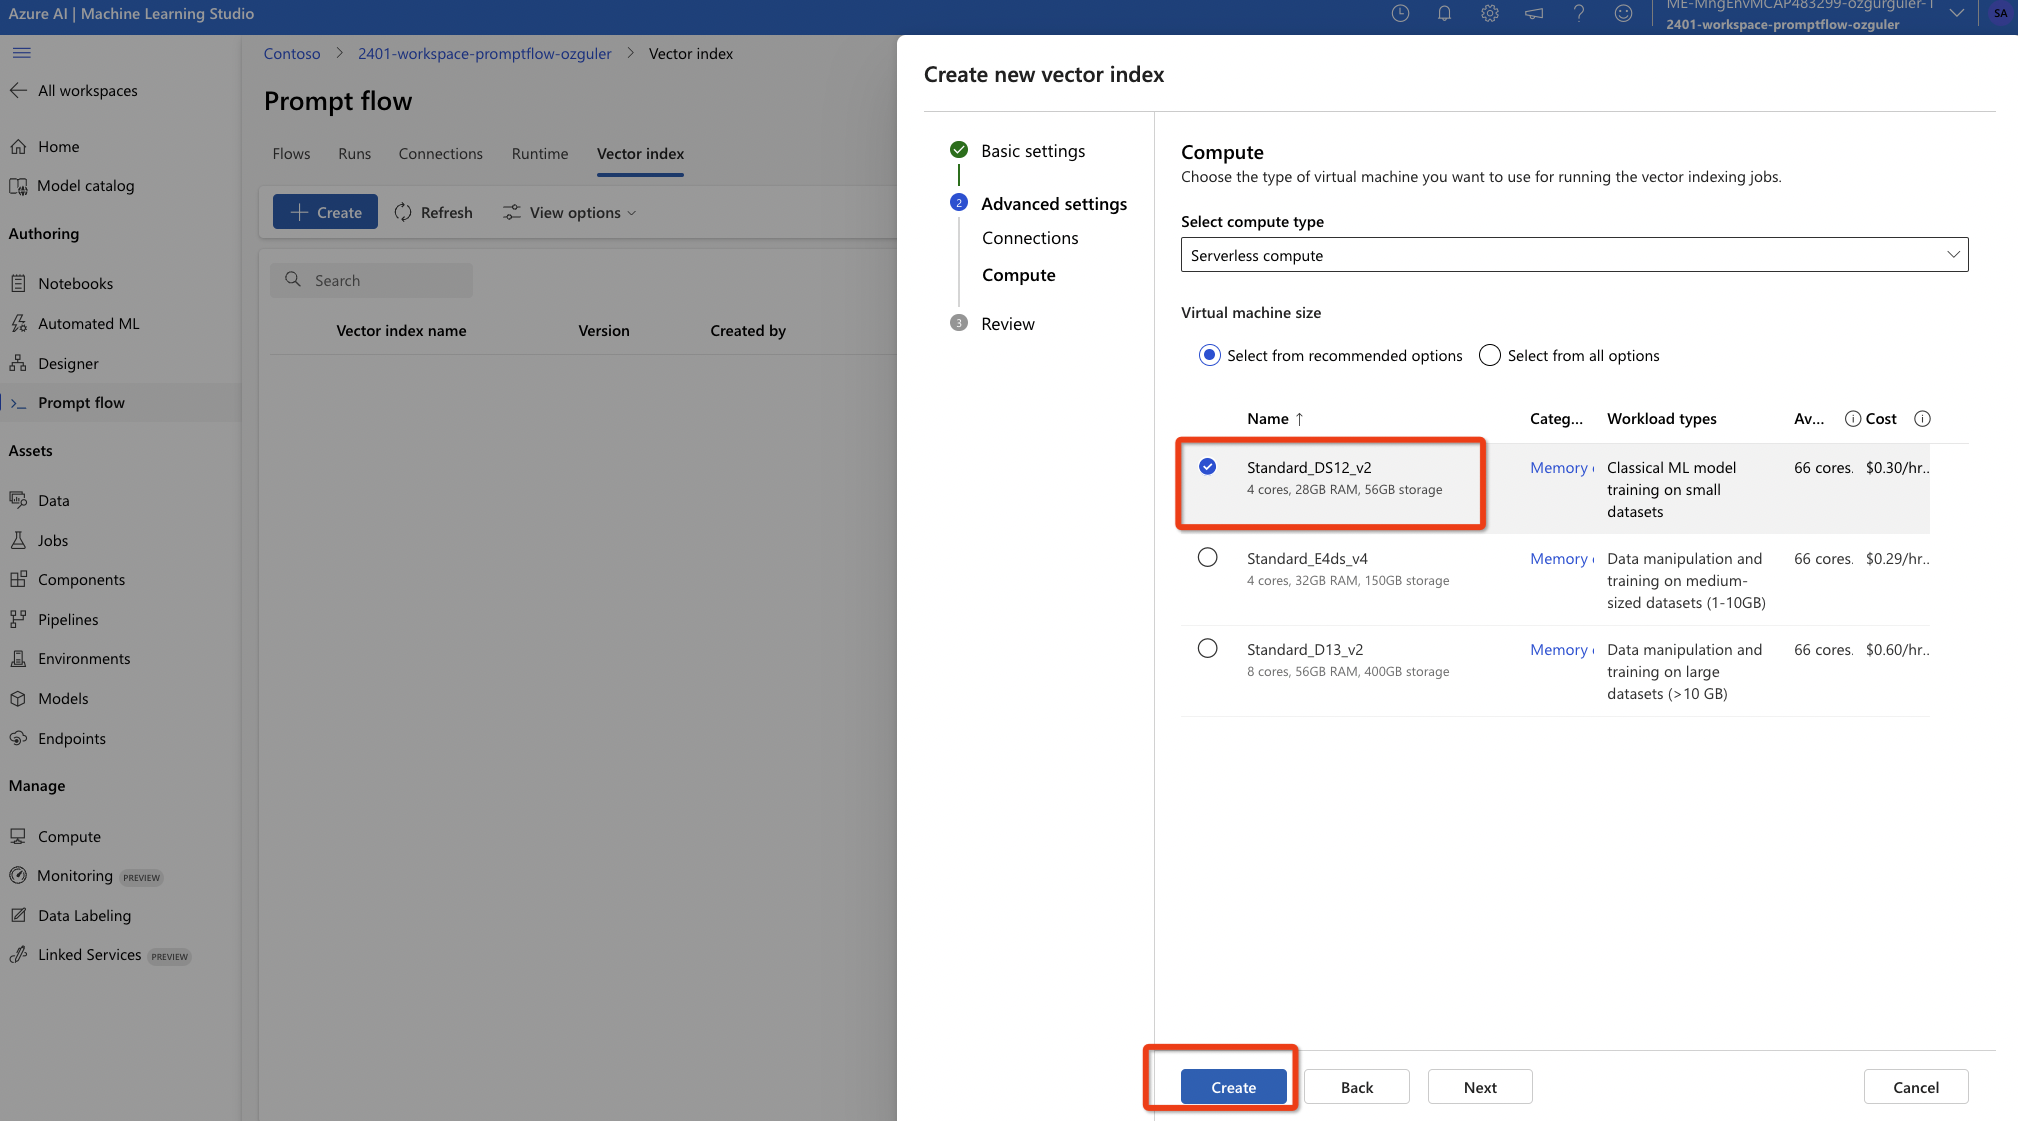 Azure AI | Machine Learning Studio
ME-MngEnvMCAP483299-ozgurguler-1
2401-workspace-promptflow-ozguler
SA
All workspaces
Home
Model catalog
Authoring
Notebooks
Automated ML
Designer
Prompt flow
Assets
Data
Jobs
Components
Pipelines
Environments
Models
Endpoints
Manage
Compute
Monitoring PREVIEW
Data Labeling
Linked Services PREVIEW
Contoso > 2401-workspace-promptflow-ozguler > Vector index
Prompt flow
Flows Runs Connections Runtime Vector index
Create Refresh View options
Search
Vector index name Version Created by
Create new vector index
Basic settings
2 Advanced settings
Connections
Compute
3 Review
Compute
Choose the type of virtual machine you want to use for running the vector indexing jobs.
Select compute type
Serverless compute
Virtual machine size
Select from recommended options Select from all options
Name ↑ Categ... Workload types Av... Cost
Standard_DS12_v2
4 cores, 28GB RAM, 56GB storage
Memory
Classical ML model
training on small
datasets
66 cores. $0.30/hr..
Standard_E4ds_v4
4 cores, 32GB RAM, 150GB storage
Memory
Data manipulation and
training on medium-
sized datasets (1-10GB)
66 cores. $0.29/hr..
Standard_D13_v2
8 cores, 56GB RAM, 400GB storage
Memory
Data manipulation and
training on large
datasets (>10 GB)
66 cores. $0.60/hr..
Create Back Next Cancel